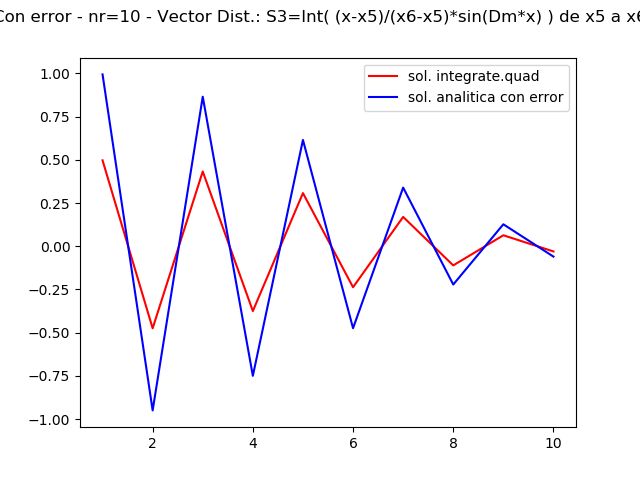 Con error - nr=10 - Vector Dist.: S3=Int( (x-x5)/(x6-x5)*sin(Dm*x) ) de x5 a x6
sol. integrate.quad
sol. analitica con error
1.00
0.75
0.50
0.25
0.00
−0.25
−0.50
−0.75
−1.00
2 4 6 8 10